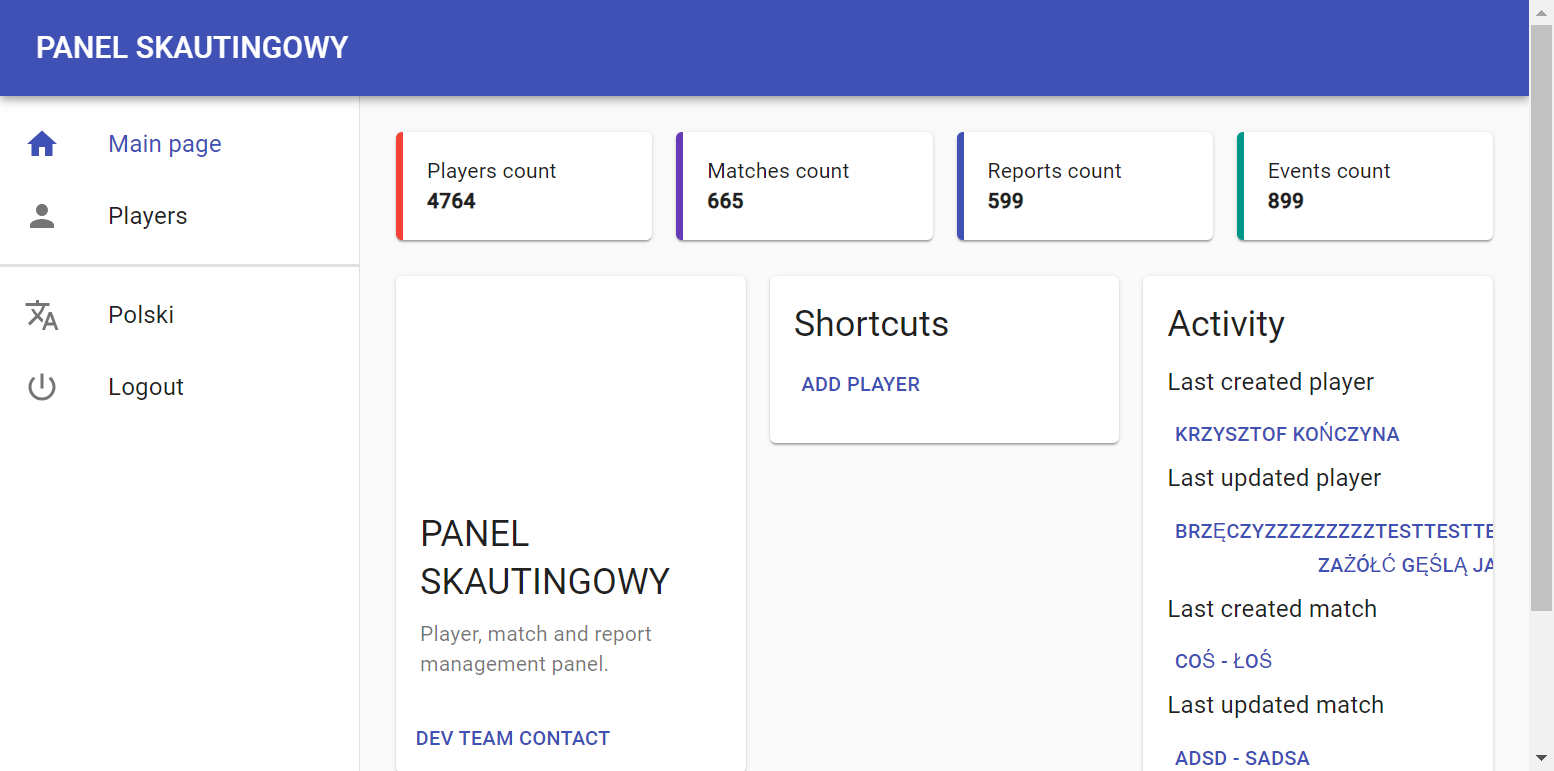 PANEL SKAUTINGOWY
Main page
Players
Polski
Logout
Players count
4764
Matches count
665
Reports count
599
Events count
899
PANEL
SKAUTINGOWY
Player, match and report
management panel.
DEV TEAM CONTACT
Shortcuts
ADD PLAYER
Activity
Last created player
KRZYSZTOF KOŃCZYNA
Last updated player
BRZĘCZYZZZZZZZZZTESTTESTTE
ZAŻÓŁĆ GĘŚLĄ JA
Last created match
COŚ - ŁOŚ
Last updated match
ADSD - SADSA